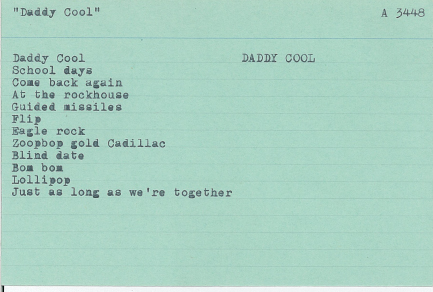 "Daddy Cool" A 3448
Daddy Cool DADDY COOL
School days
Come back again
At the rockhouse
Guided missiles
Flip
Eagle rock
Zoopbop gold Cadillac
Blind date
Bom bom
Lollipop
Just as long as we're together